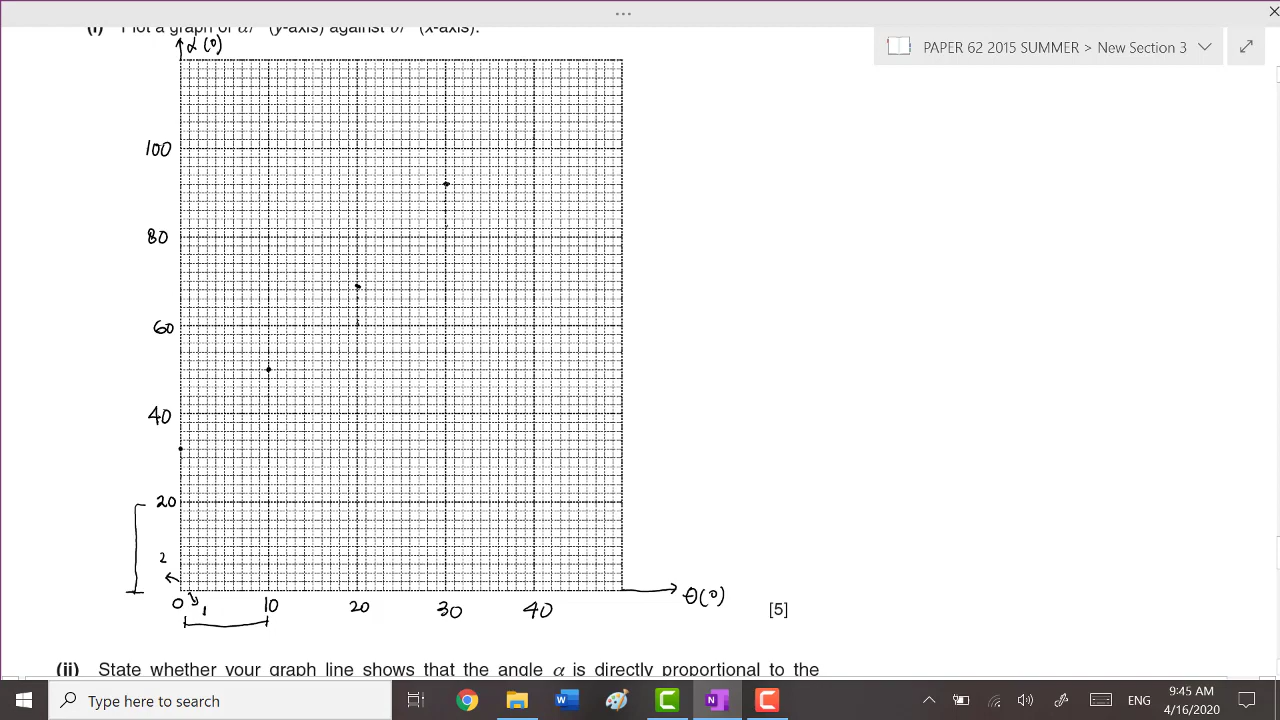 ...
(i) Plot a graph of α/° (y-axis) against θ/° (x-axis).
PAPER 62 2015 SUMMER > New Section 3
α(°)
100
80
60
40
20
2
0 1 10 20 30 40 θ(°)
[5]
(ii) State whether your graph line shows that the angle α is directly proportional to the
Type here to search
ENG
9:45 AM
4/16/2020